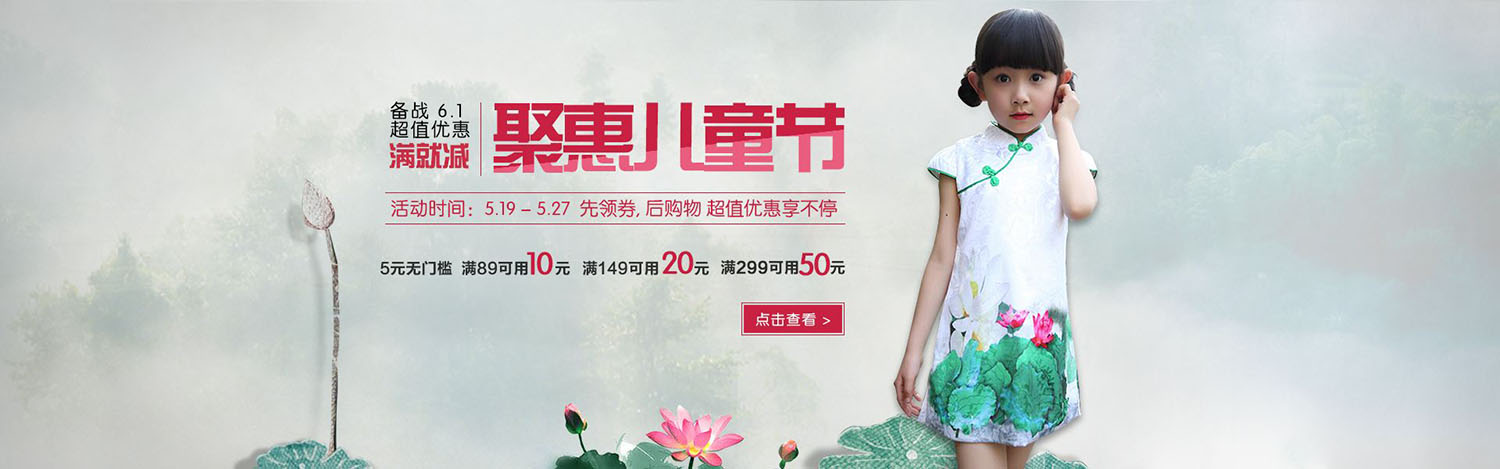 备战 6.1
超值优惠
满就减
聚惠儿童节
活动时间：5.19 – 5.27 先领券, 后购物 超值优惠享不停
5元无门槛 满89可用10元 满149可用20元 满299可用50元
点击查看 >